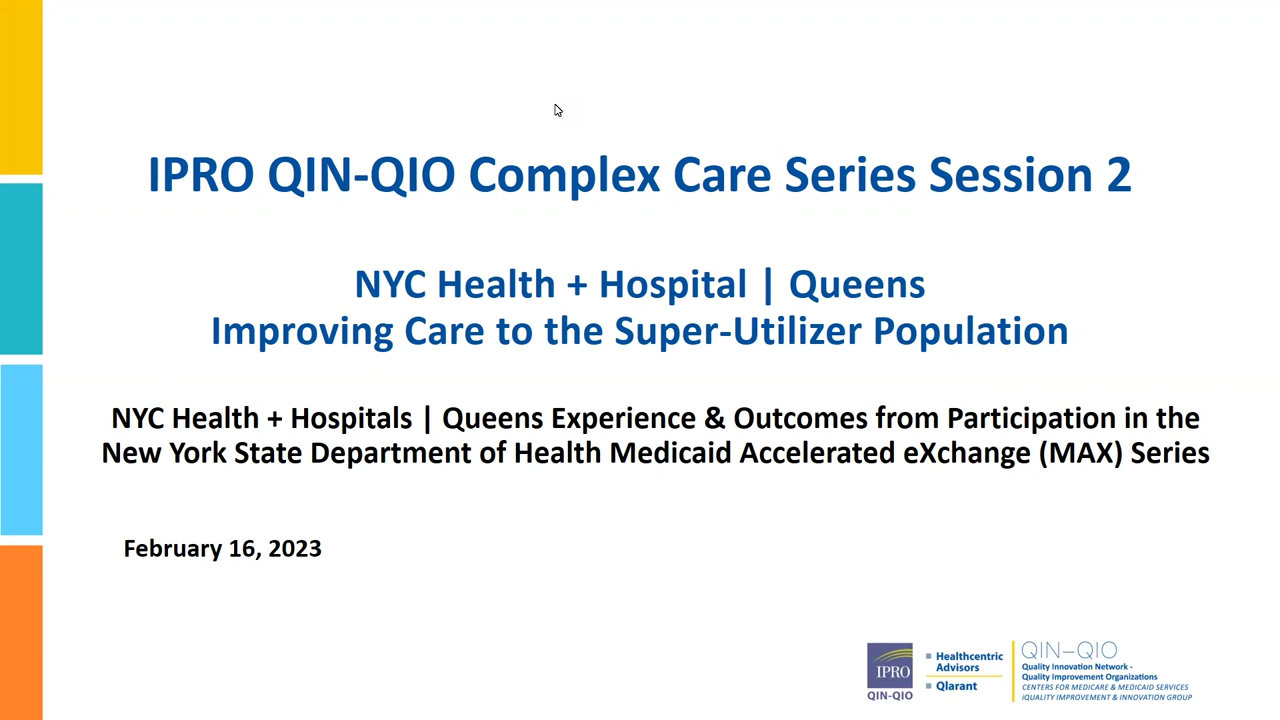 IPRO QIN-QIO Complex Care Series Session 2
NYC Health + Hospital | Queens
Improving Care to the Super-Utilizer Population
NYC Health + Hospitals | Queens Experience & Outcomes from Participation in the
New York State Department of Health Medicaid Accelerated eXchange (MAX) Series
February 16, 2023
IPRO
QIN-QIO
Healthcentric
Advisors
Qlarant
QIN–QIO
Quality Innovation Network -
Quality Improvement Organizations
CENTERS FOR MEDICARE & MEDICAID SERVICES
iQUALITY IMPROVEMENT & INNOVATION GROUP